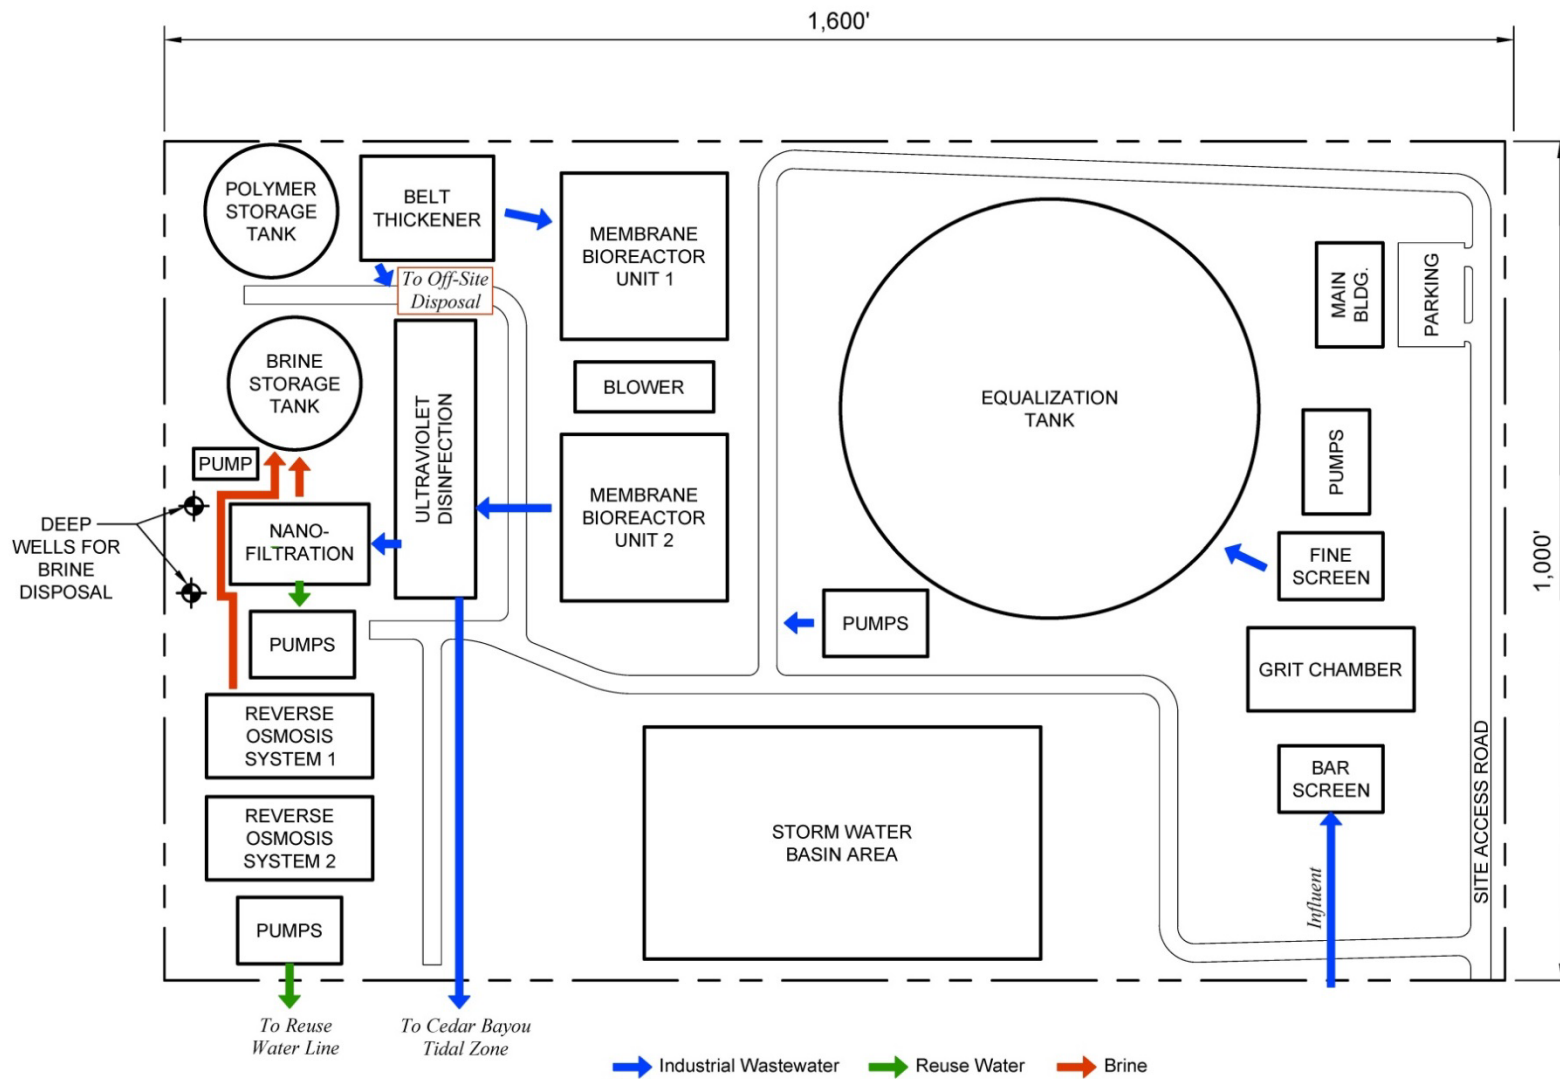 1,600'
POLYMER
STORAGE
TANK
BELT
THICKENER
MEMBRANE
BIOREACTOR
UNIT 1
To Off-Site
Disposal
MAIN
BLDG.
PARKING
BRINE
STORAGE
TANK
BLOWER
EQUALIZATION
TANK
ULTRAVIOLET
DISINFECTION
PUMP
PUMPS
MEMBRANE
BIOREACTOR
UNIT 2
DEEP
WELLS FOR
BRINE
DISPOSAL
NANO-
FILTRATION
FINE
SCREEN
1,000'
PUMPS
PUMPS
GRIT CHAMBER
REVERSE
OSMOSIS
SYSTEM 1
BAR
SCREEN
SITE ACCESS ROAD
REVERSE
OSMOSIS
SYSTEM 2
STORM WATER
BASIN AREA
Influent
PUMPS
To Reuse
Water Line
To Cedar Bayou
Tidal Zone
Industrial Wastewater
Reuse Water
Brine